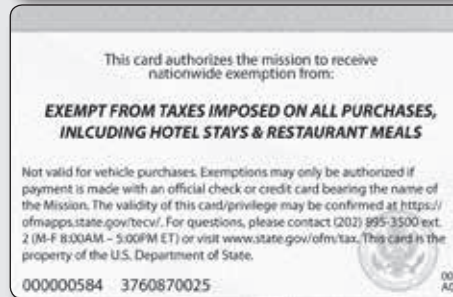 This card authorizes the mission to receive
nationwide exemption from:
EXEMPT FROM TAXES IMPOSED ON ALL PURCHASES,
INLCUDING HOTEL STAYS & RESTAURANT MEALS
Not valid for vehicle purchases. Exemptions may only be authorized if
payment is made with an official check or credit card bearing the name of
the Mission. The validity of this card/privilege may be confirmed at https://
ofmapps.state.gov/tecv/. For questions, please contact (202) 895-3500 ext.
2 (M-F 8:00AM – 5:00PM ET) or visit www.state.gov/ofm/tax. This card is the
property of the U.S. Department of State.
000000584 3760870025
00